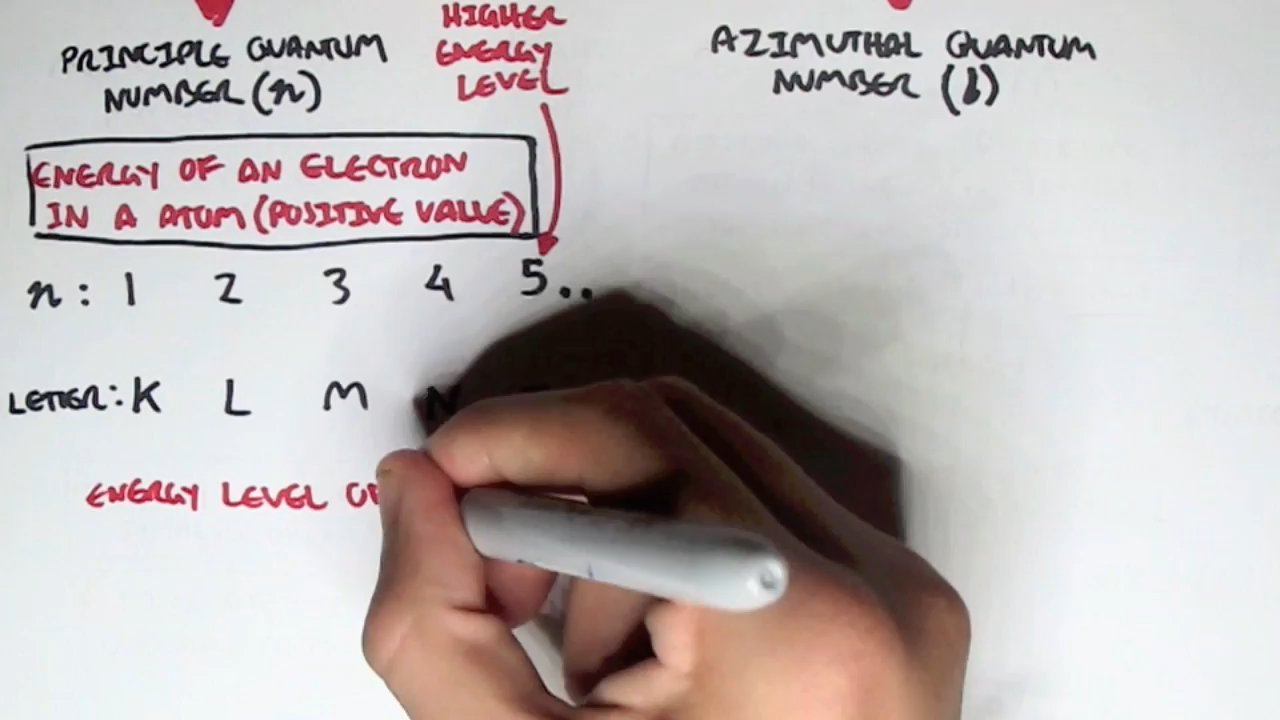 PRINCIPLE QUANTUM
NUMBER (n)
HIGHER
ENERGY
LEVEL
ENERGY OF AN ELECTRON
IN A ATOM (POSITIVE VALUE)
n: 1 2 3 4 5..
LETTER: K L M N
ENERGY LEVEL OF
AZIMUTHAL QUANTUM
NUMBER (l)